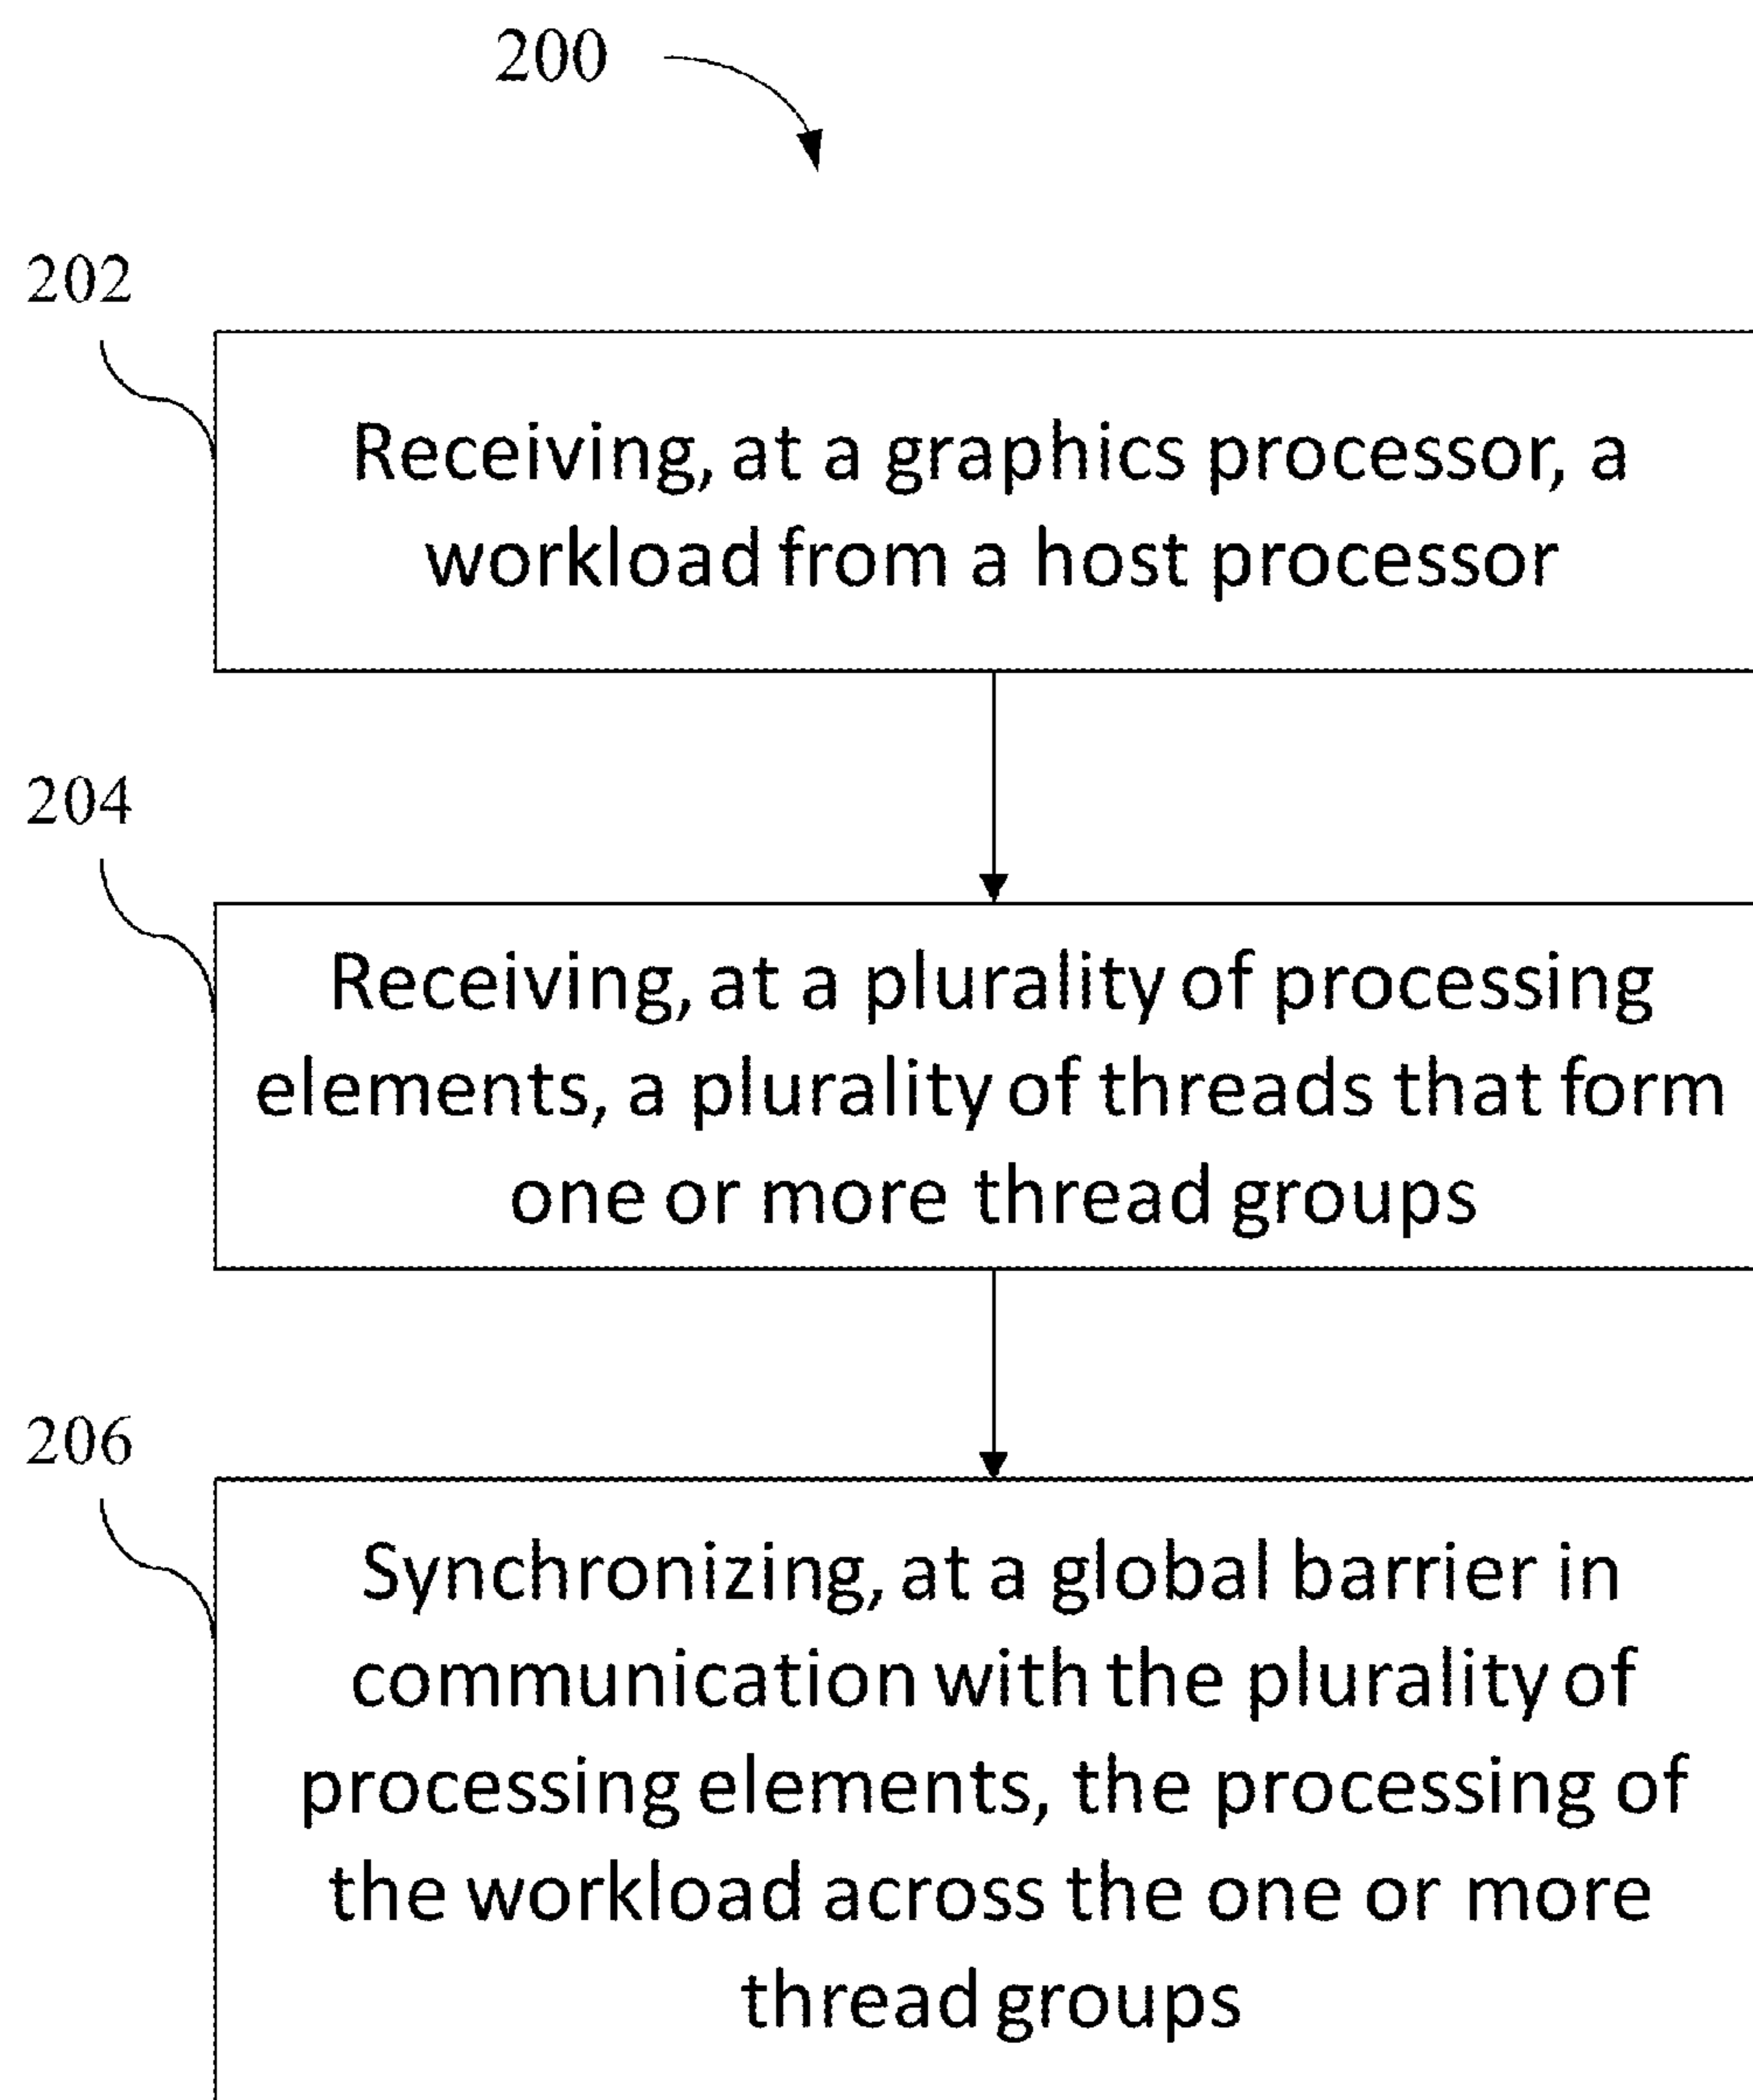 200
202
Receiving, at a graphics processor, a
workload from a host processor
204
Receiving, at a plurality of processing
elements, a plurality of threads that form
one or more thread groups
206
Synchronizing, at a global barrier in
communication with the plurality of
processing elements, the processing of
the workload across the one or more
thread groups